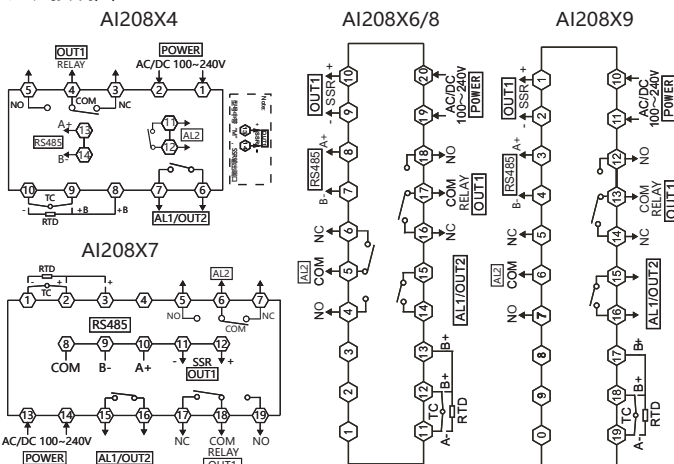 AI208X4
OUT1
RELAY
POWER
AC/DC 100~240V
5
4
3
2
1
NO
COM
NC
A+
13
RS485
B-
14
11
12
AL2
10
9
8
7
6
-
TC
+B
+B
RTD
AL1/OUT2
AI208X7
RTD
-
+
+
TC
1
2
3
4
5
6
7
AL2
NO
COM
NC
RS485
8
9
10
11
12
COM
B-
A+
-
SSR
+
OUT1
13
14
15
16
17
18
19
AC/DC 100~240V
POWER
AL1/OUT2
NC
COM
NO
RELAY
OUT1
AI208X6/8
OUT1
SSR
+
-
10
9
RS485
A+
B-
8
7
NC
6
AL2
COM
5
NO
4
3
2
1
20
19
AC/DC
100~240V
POWER
18
NO
17
COM
RELAY
OUT1
16
NC
15
14
AL1/OUT2
13
B+
12
B+
11
A-
TC
RTD
AI208X9
OUT1
SSR
+
-
1
2
RS485
A+
B-
3
4
NC
5
AL2
COM
6
NO
7
8
9
0
10
11
AC/DC
100~240V
POWER
12
NO
13
COM
RELAY
OUT1
14
NC
15
16
AL1/OUT2
17
B+
18
B+
19
A-
TC
RTD